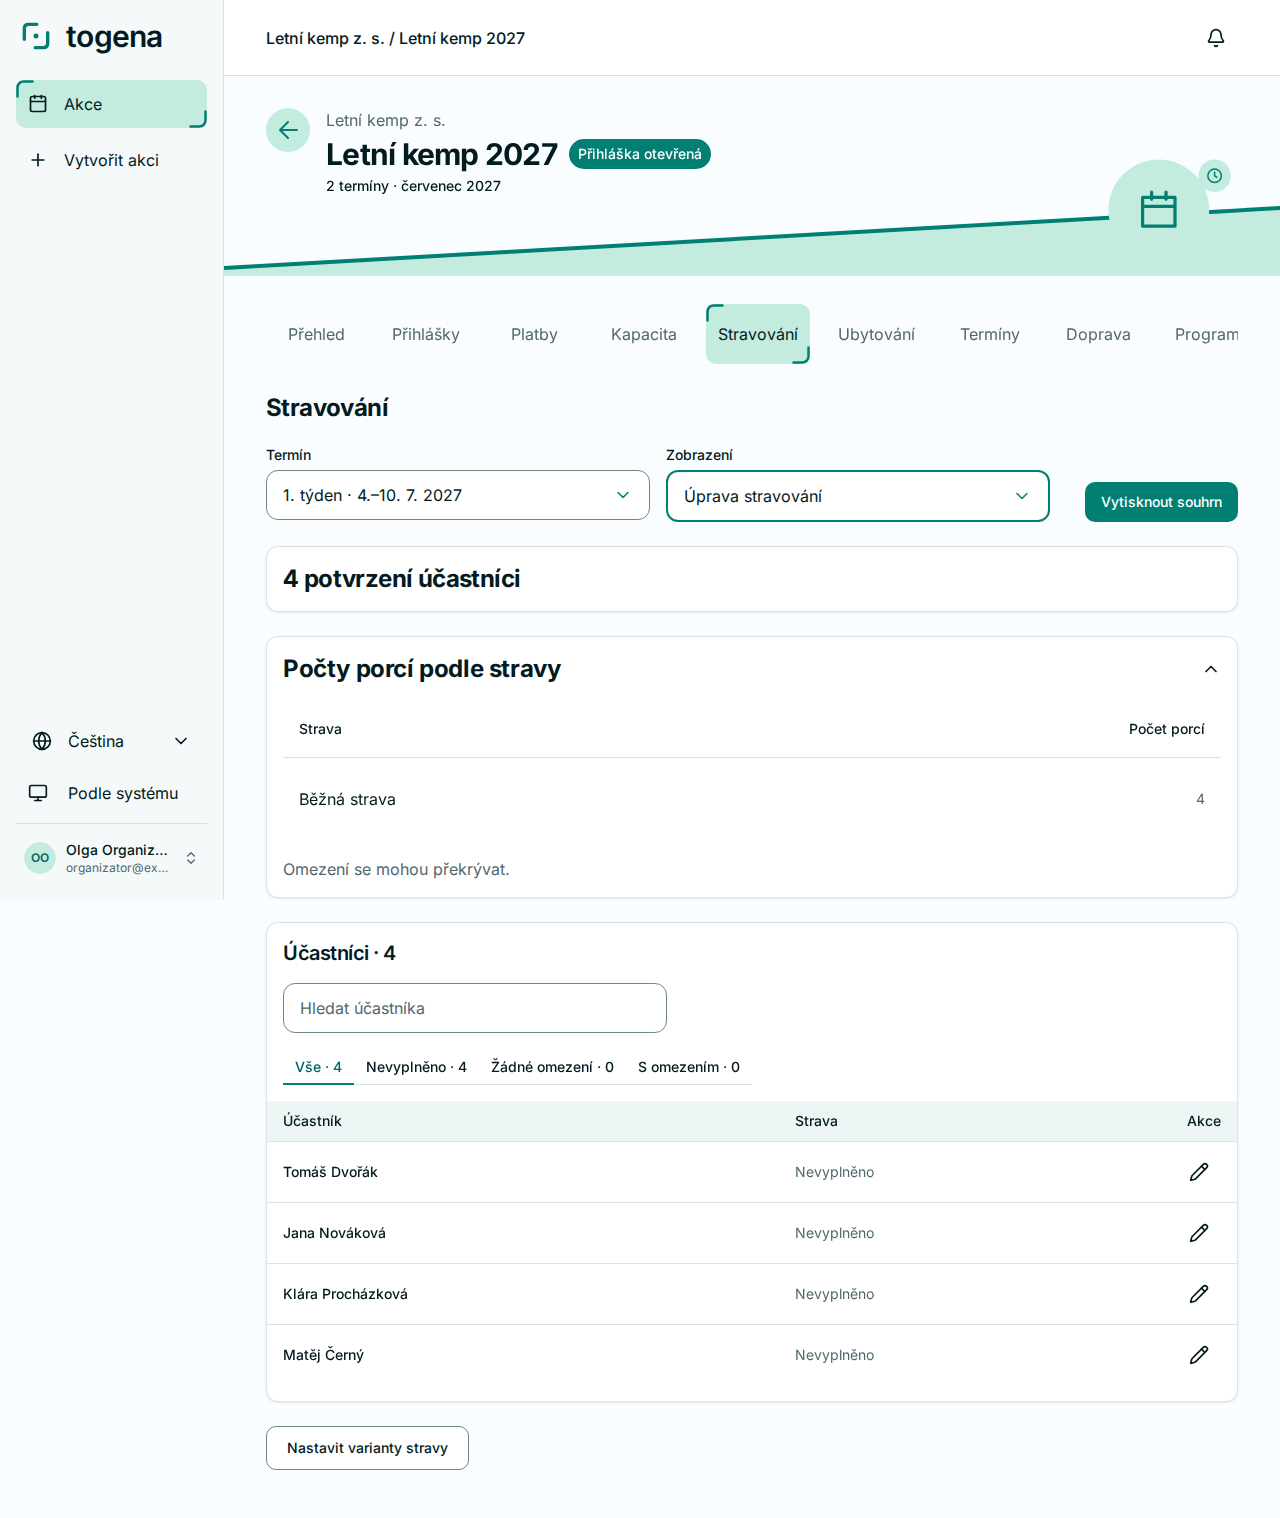 togena
Letní kemp z. s. / Letní kemp 2027
Akce
Vytvořit akci
Letní kemp z. s.
Letní kemp 2027
Přihláška otevřená
2 termíny · červenec 2027
Přehled
Přihlášky
Platby
Kapacita
Stravování
Ubytování
Termíny
Doprava
Program
Stravování
Termín
Zobrazení
1. týden · 4.–10. 7. 2027
Úprava stravování
Vytisknout souhrn
4 potvrzení účastníci
Počty porcí podle stravy
Strava
Počet porcí
Běžná strava
4
Omezení se mohou překrývat.
Čeština
Podle systému
OO
Olga Organiz...
organizator@ex...
Účastníci · 4
Hledat účastníka
Vše · 4
Nevyplněno · 4
Žádné omezení · 0
S omezením · 0
Účastník
Strava
Akce
Tomáš Dvořák
Nevyplněno
Jana Nováková
Nevyplněno
Klára Procházková
Nevyplněno
Matěj Černý
Nevyplněno
Nastavit varianty stravy